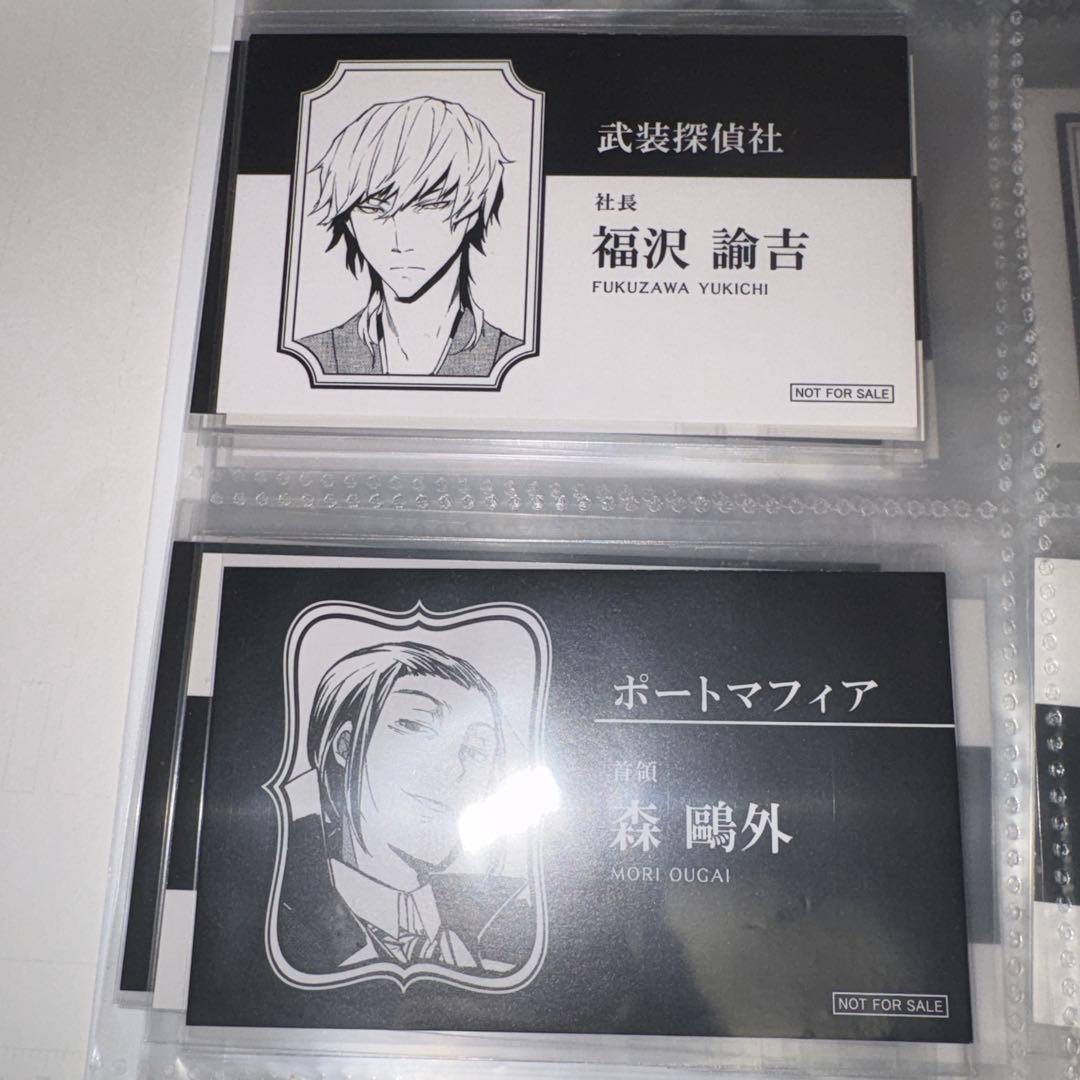 武装探偵社
社長
福沢 諭吉
FUKUZAWA YUKICHI
NOT FOR SALE
ポートマフィア
首領
森 鷗外
MORI OUGAI
NOT FOR SALE